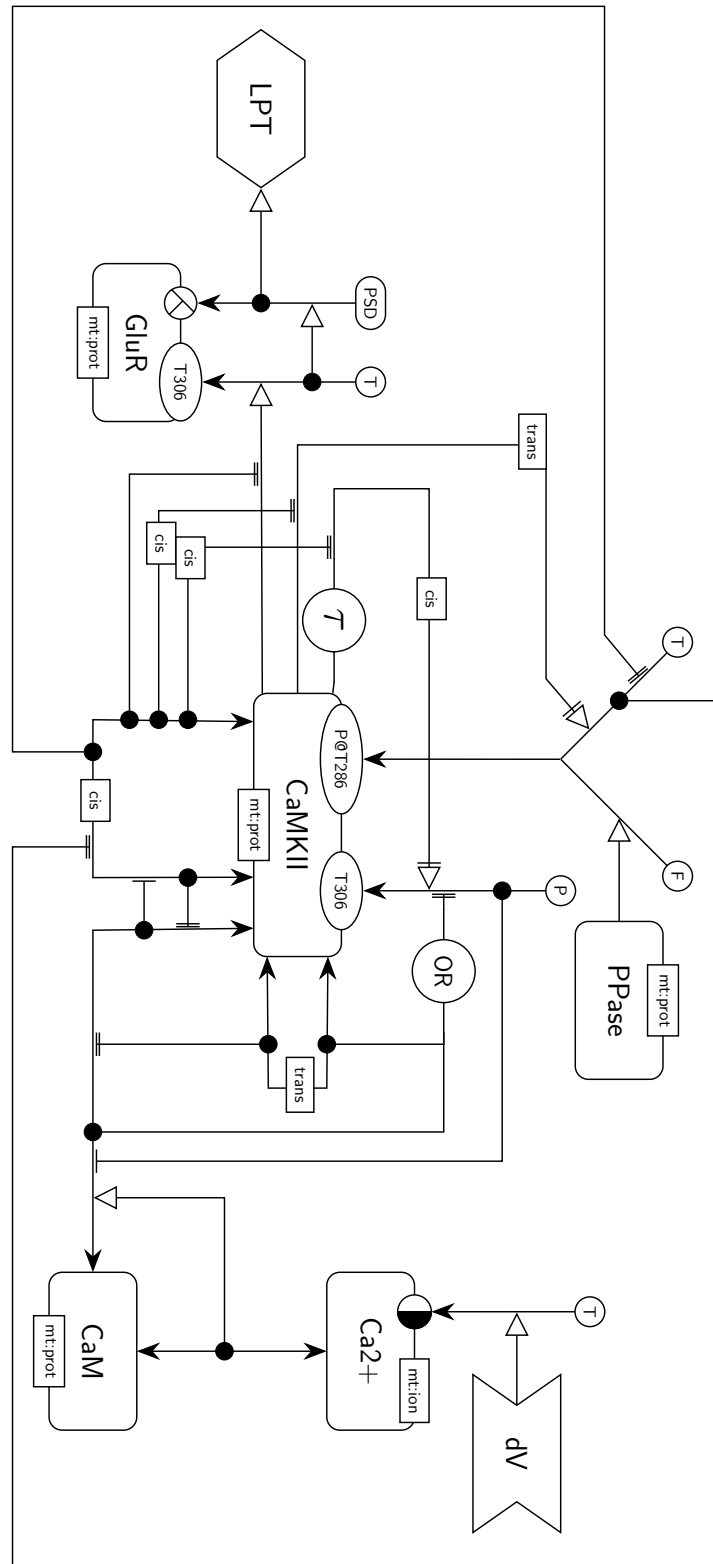 LPT
PSD
T
GluR
T306
mt:prot
trans
cis
cis
τ
cis
T
F
P
P@T286
T306
CaMKII
mt:prot
PPase
mt:prot
cis
OR
trans
T
dV
Ca2+
mt:ion
CaM
mt:prot